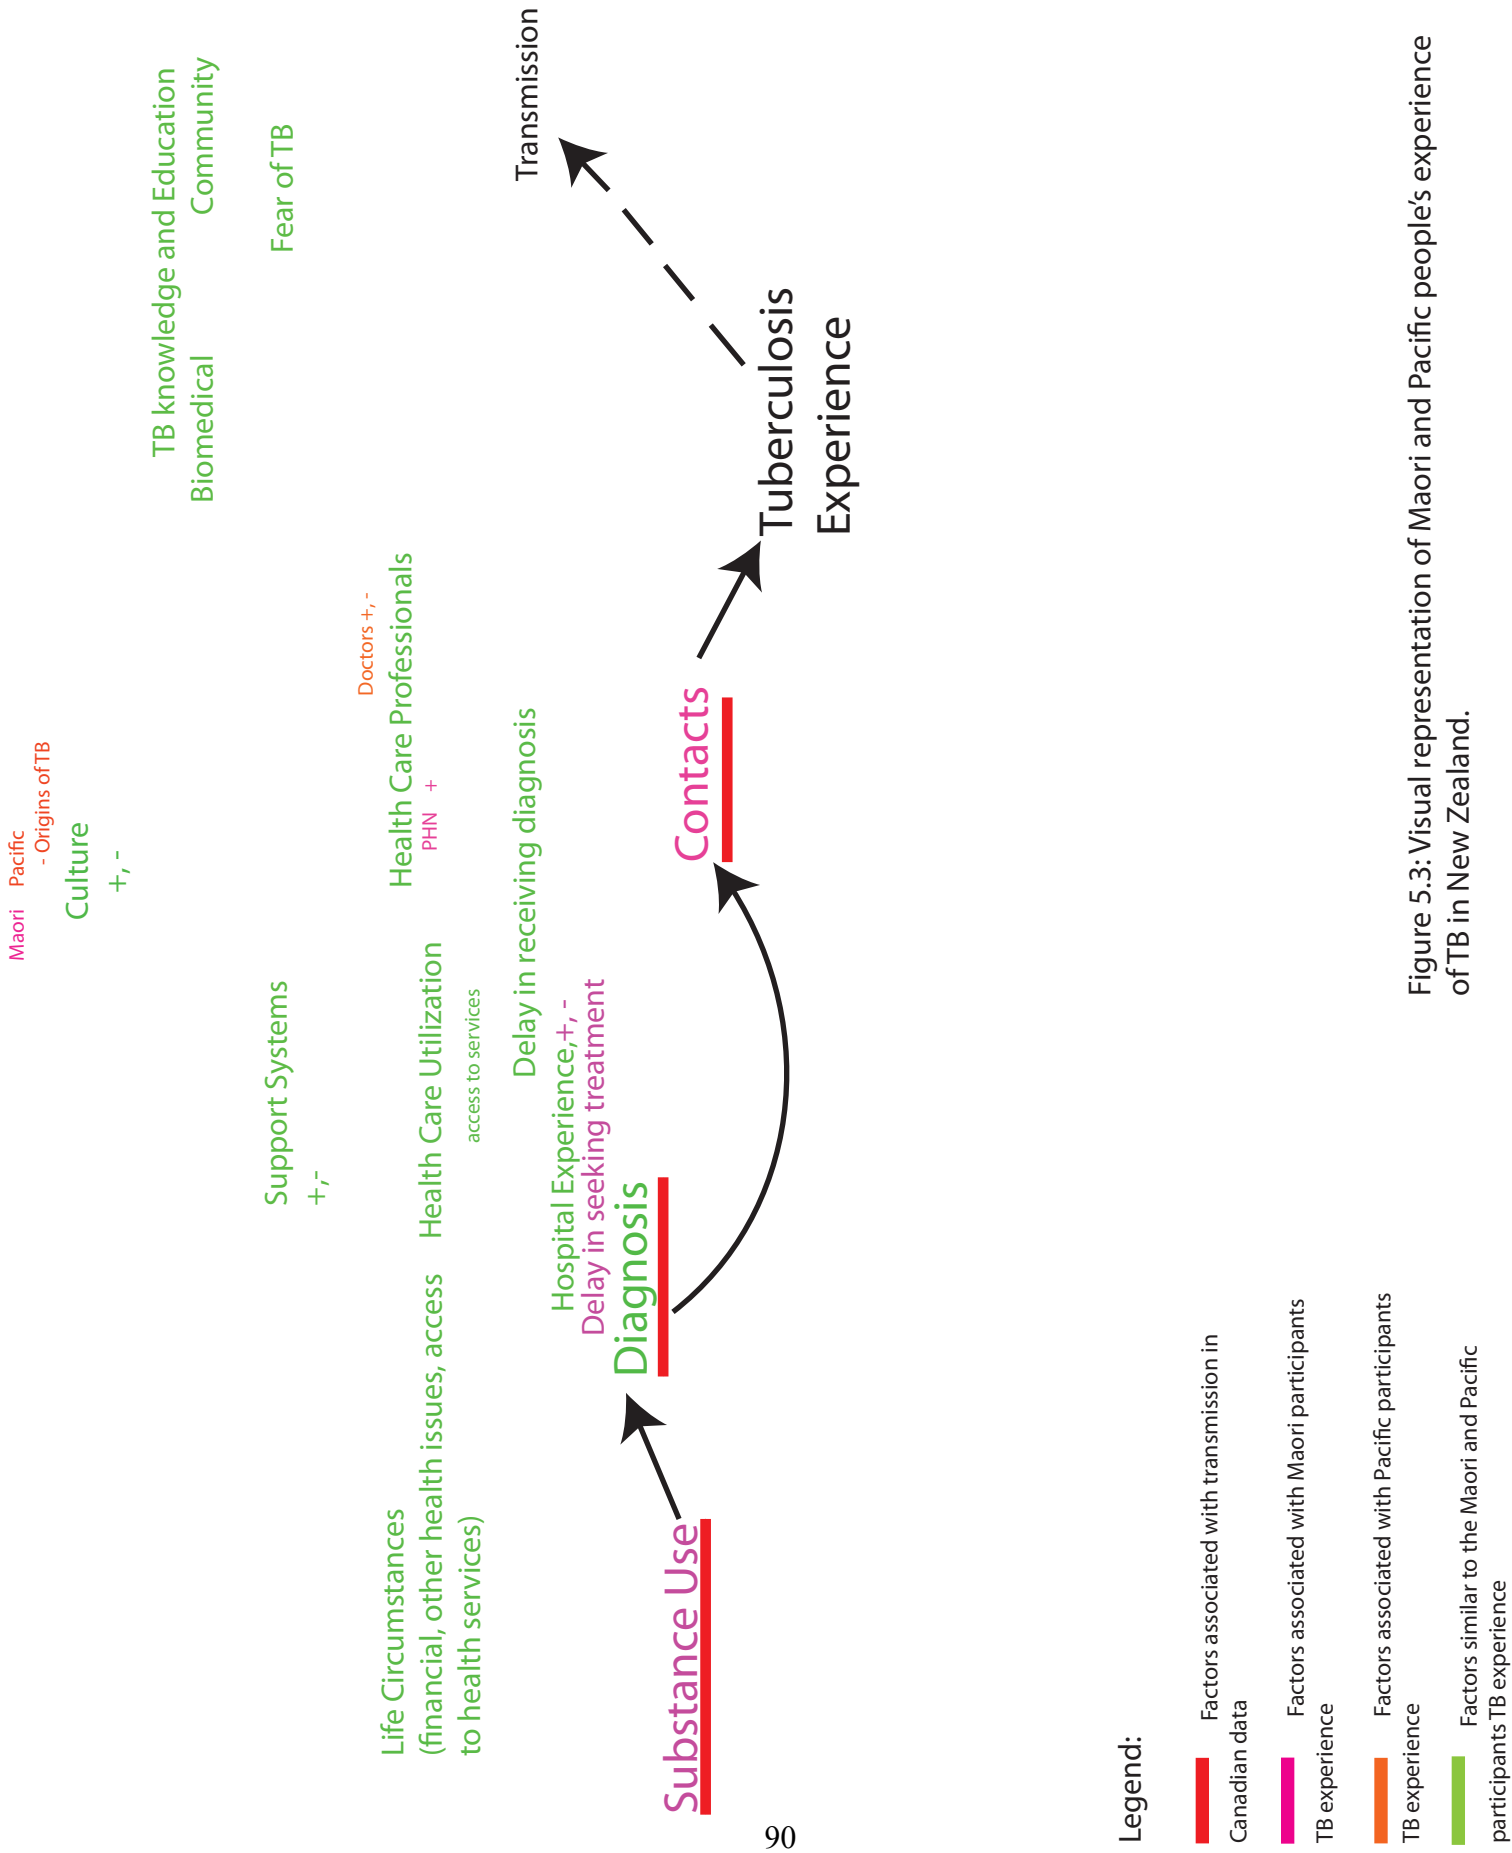 Maori Pacific
- Origins of TB
Culture
+, -
TB knowledge and Education
Biomedical Community
Support Systems
+,-
Fear of TB
Doctors +, -
Life Circumstances
(financial, other health issues, access
to health services)
Health Care Professionals
PHN +
Health Care Utilization
access to services
Delay in receiving diagnosis
Transmission
Hospital Experience,+, -
Delay in seeking treatment
Diagnosis
Substance Use
Contacts
Tuberculosis
Experience
Legend:
Factors associated with transmission in
Canadian data
Factors associated with Maori participants
TB experience
Factors associated with Pacific participants
TB experience
Factors similar to the Maori and Pacific
participants TB experience
Figure 5.3: Visual representation of Maori and Pacific people's experience
of TB in New Zealand.
90